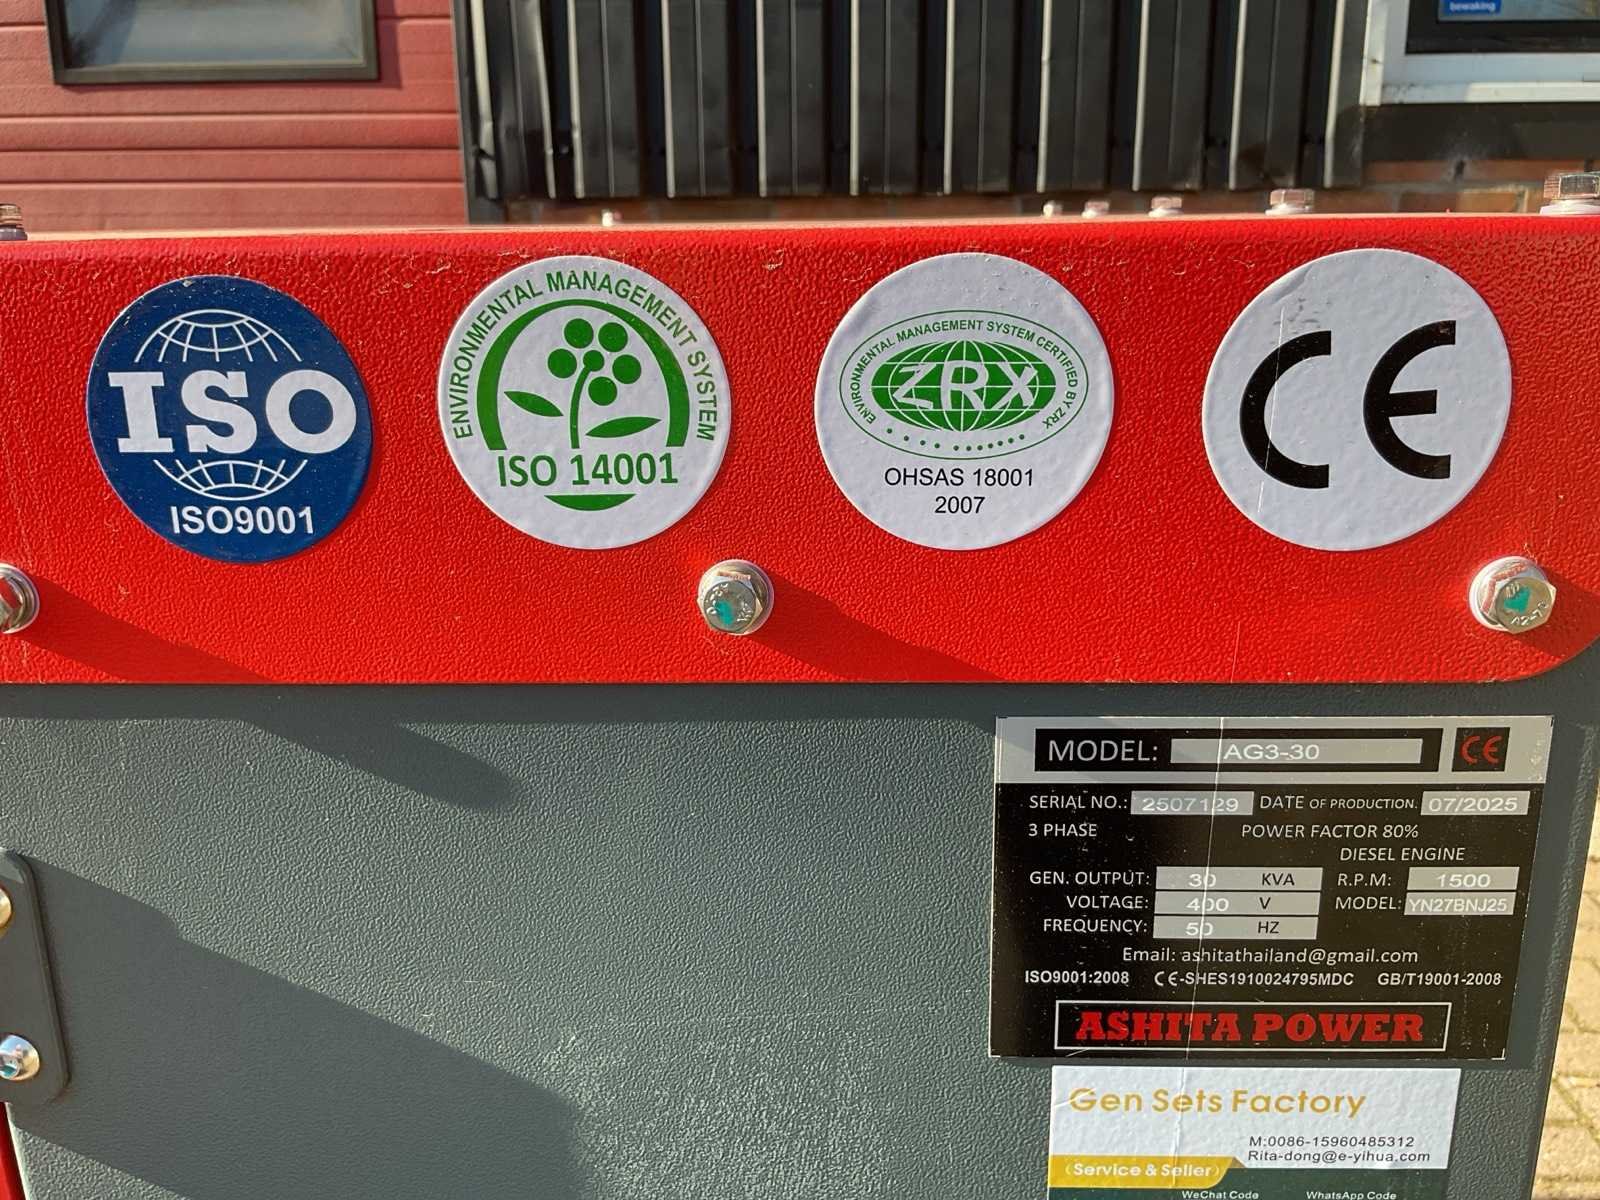 bewaking
ISO
ISO9001
ENVIRONMENTAL MANAGEMENT SYSTEM
ISO 14001
ENVIRONMENTAL MANAGEMENT SYSTEM CERTIFIED BY ZRX
ZRX
OHSAS 18001
2007
CE
MODEL: AG3-30 CE
SERIAL NO.: 2507129 DATE OF PRODUCTION. 07/2025
3 PHASE POWER FACTOR 80%
DIESEL ENGINE
GEN. OUTPUT: 30 KVA R.P.M: 1500
VOLTAGE: 400 V MODEL: YN27BNJ25
FREQUENCY: 50 HZ
Email: ashitathailand@gmail.com
ISO9001:2008 CE-SHES1910024795MDC GB/T19001-2008
ASHITA POWER
Gen Sets Factory
M:0086-15960485312
Rita-dong@e-yihua.com
(Service & Seller)
WeChat Code WhatsApp Code